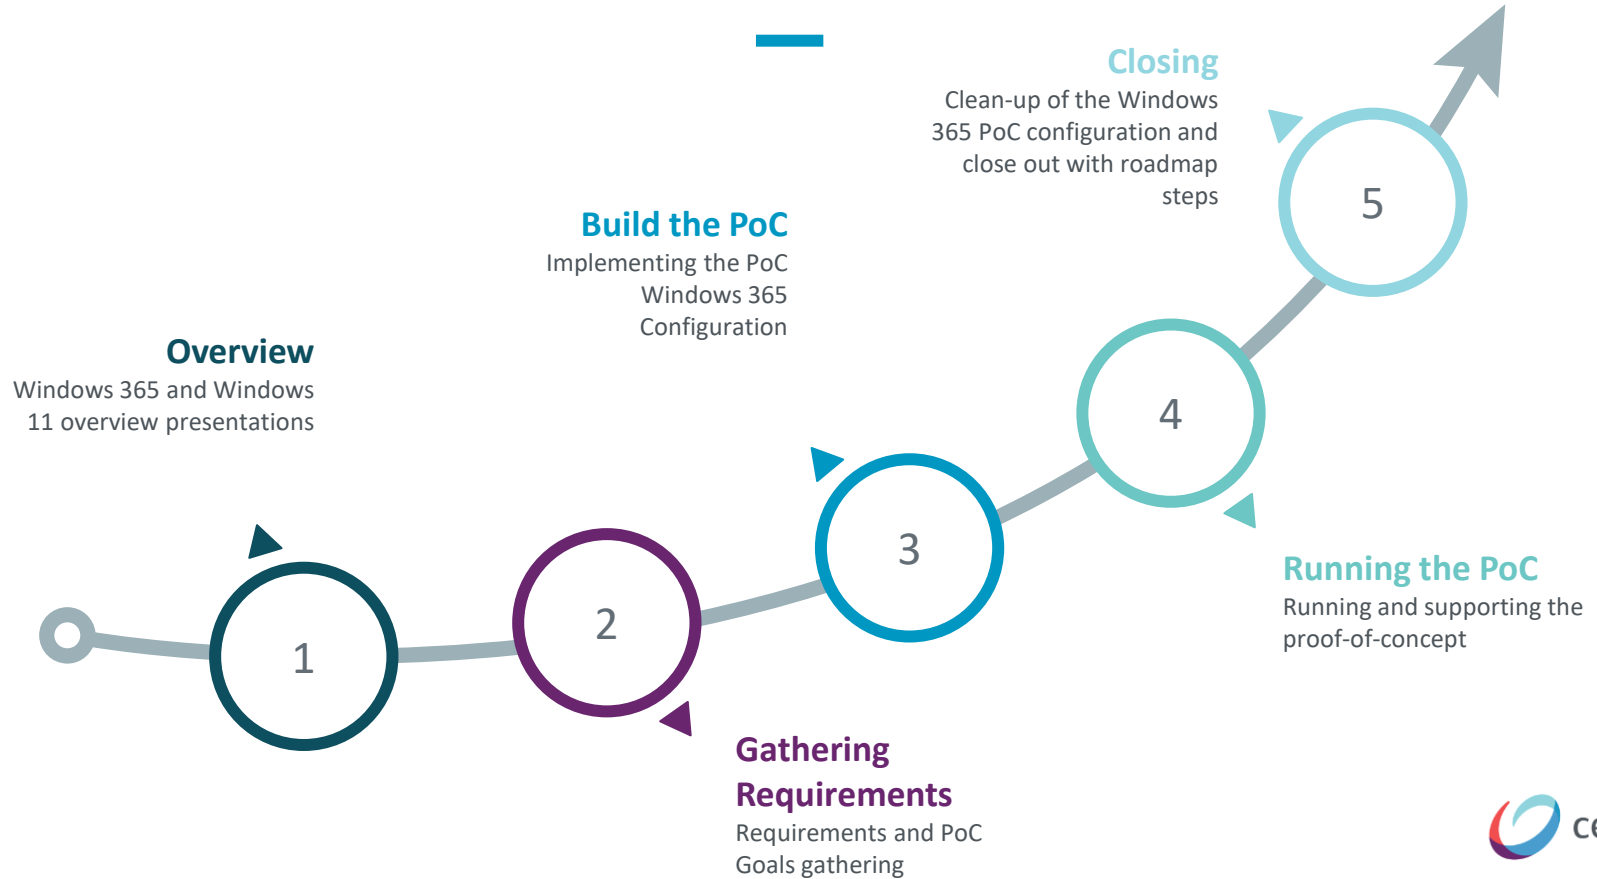 Closing
Clean-up of the Windows
365 PoC configuration and
close out with roadmap
steps
5
Build the PoC
Implementing the PoC
Windows 365
Configuration
Overview
Windows 365 and Windows
11 overview presentations
4
3
Running the PoC
Running and supporting the
proof-of-concept
2
1
Gathering
Requirements
Requirements and PoC
Goals gathering